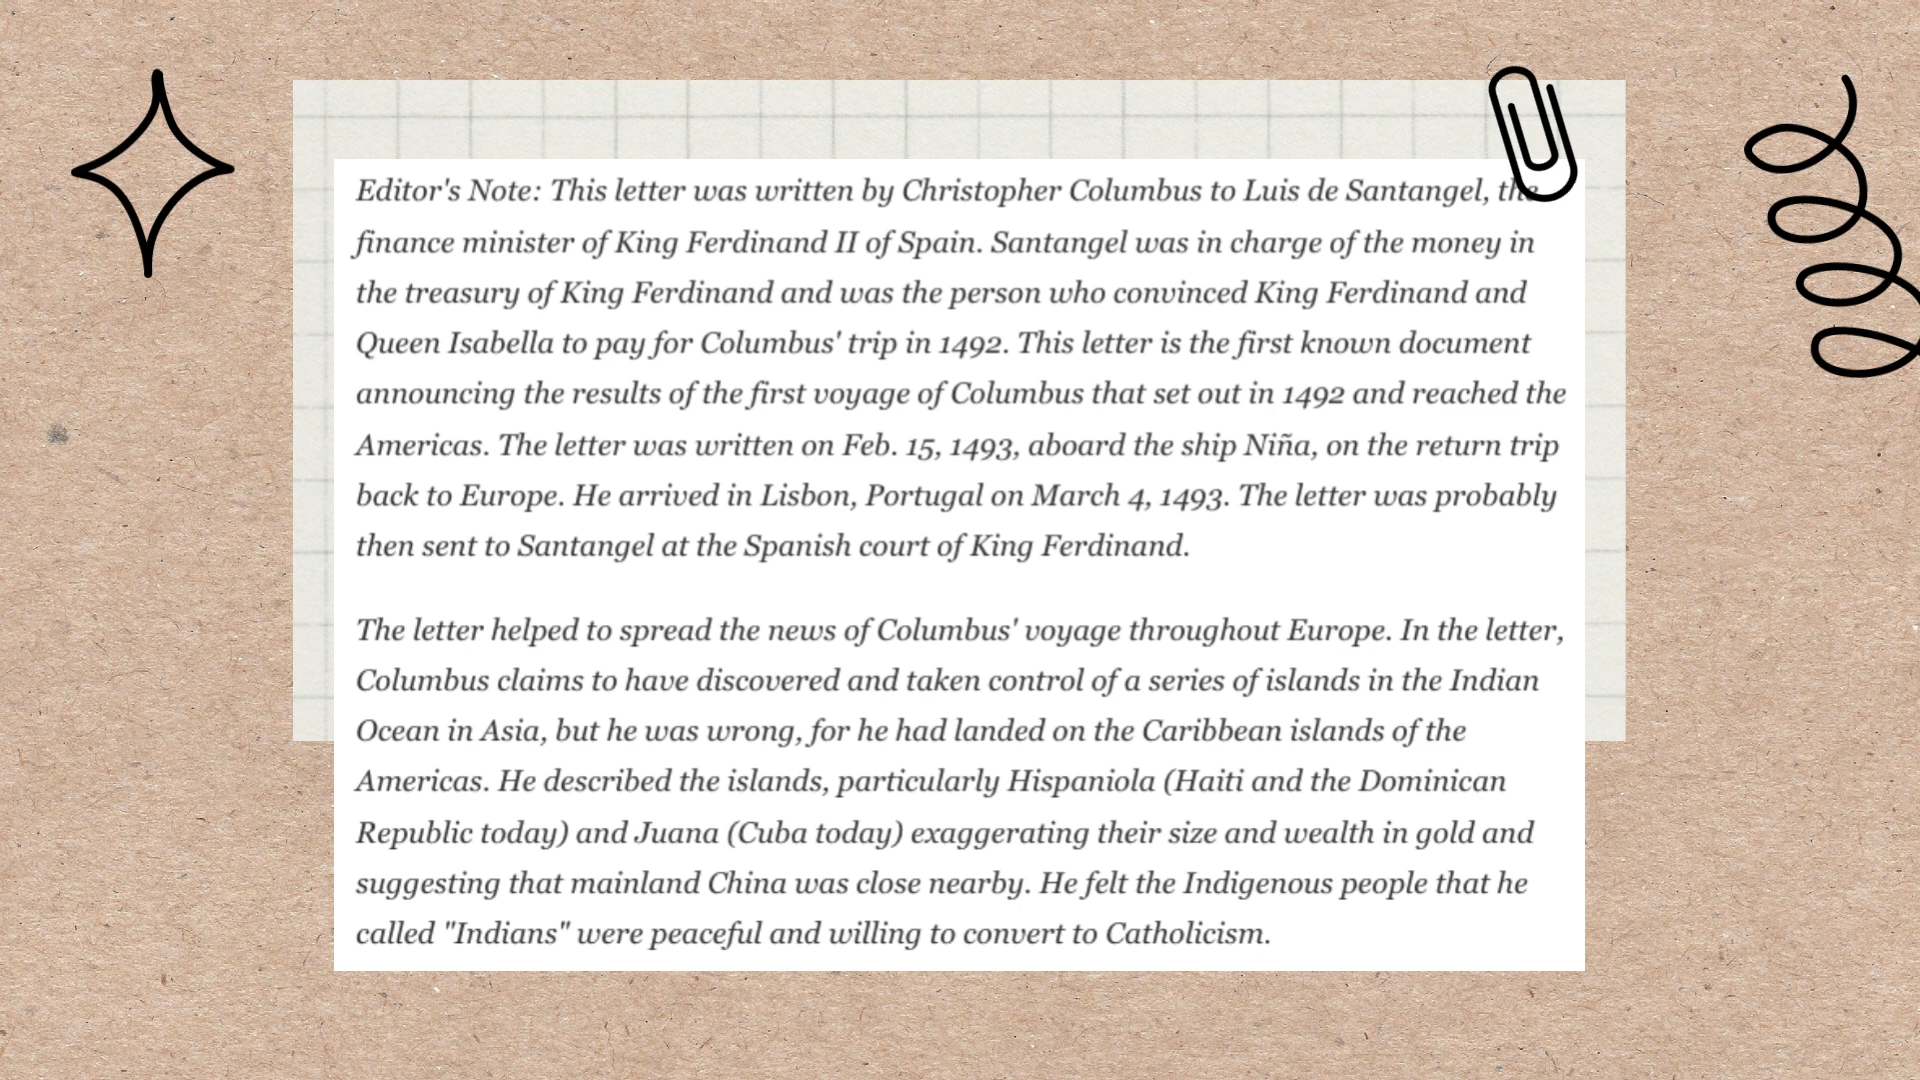 Editor's Note: This letter was written by Christopher Columbus to Luis de Santangel, the
finance minister of King Ferdinand II of Spain. Santangel was in charge of the money in
the treasury of King Ferdinand and was the person who convinced King Ferdinand and
Queen Isabella to pay for Columbus' trip in 1492. This letter is the first known document
announcing the results of the first voyage of Columbus that set out in 1492 and reached the
Americas. The letter was written on Feb. 15, 1493, aboard the ship Niña, on the return trip
back to Europe. He arrived in Lisbon, Portugal on March 4, 1493. The letter was probably
then sent to Santangel at the Spanish court of King Ferdinand.
The letter helped to spread the news of Columbus' voyage throughout Europe. In the letter,
Columbus claims to have discovered and taken control of a series of islands in the Indian
Ocean in Asia, but he was wrong, for he had landed on the Caribbean islands of the
Americas. He described the islands, particularly Hispaniola (Haiti and the Dominican
Republic today) and Juana (Cuba today) exaggerating their size and wealth in gold and
suggesting that mainland China was close nearby. He felt the Indigenous people that he
called "Indians" were peaceful and willing to convert to Catholicism.